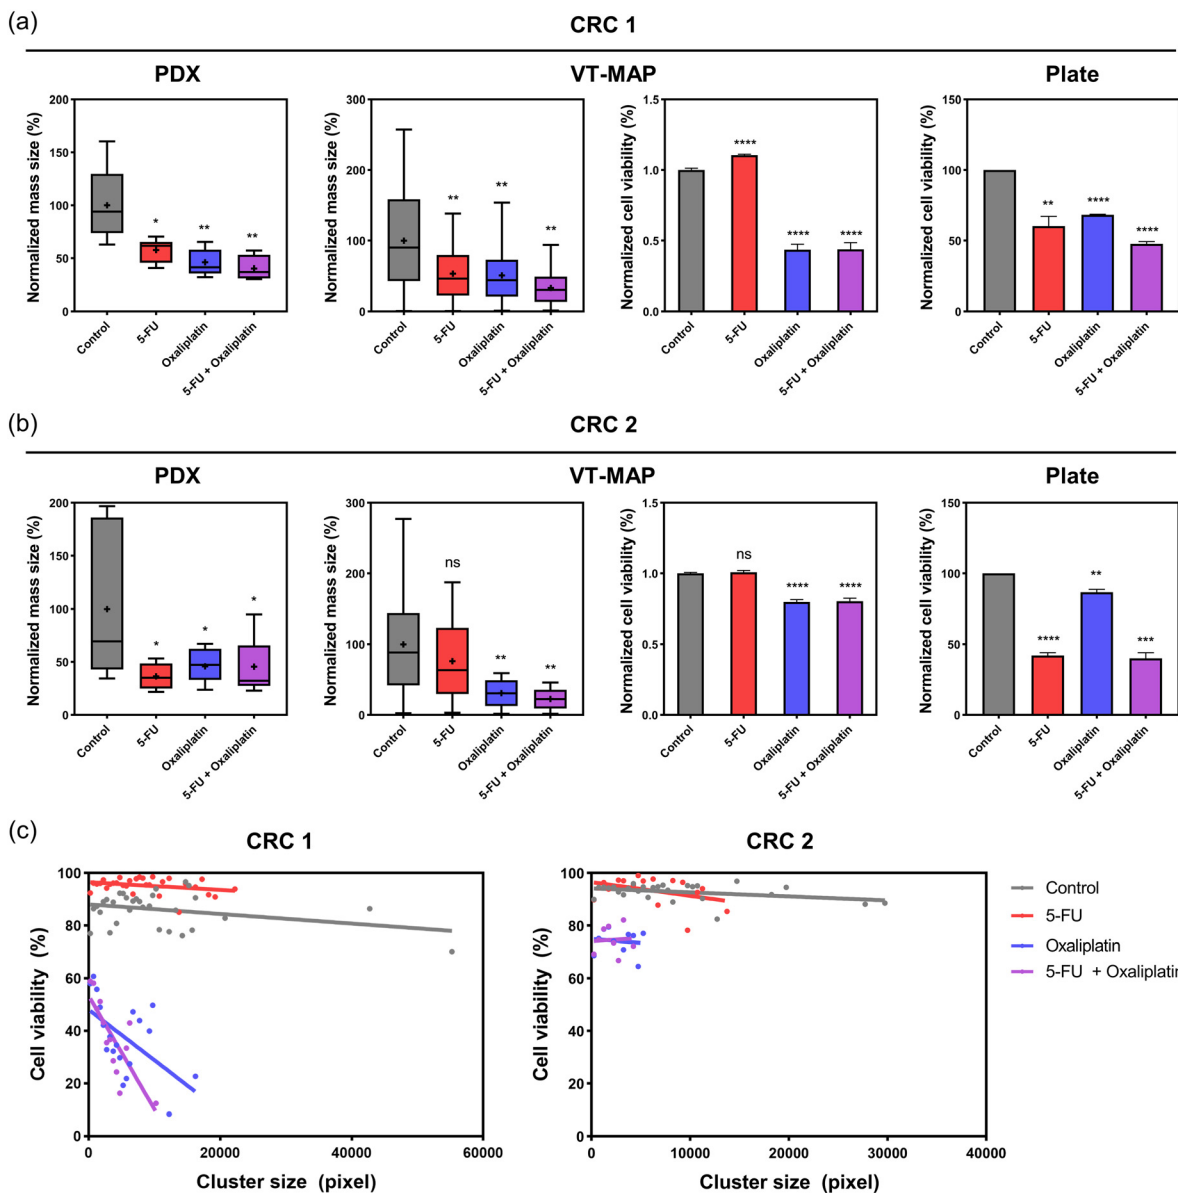 (a)
CRC 1
PDX
VT-MAP
Plate
Normalized mass size (%)
200
150
100
50
0
*
**
**
Control
5-FU
Oxaliplatin
5-FU + Oxaliplatin
Normalized mass size (%)
300
200
100
0
**
**
**
Control
5-FU
Oxaliplatin
5-FU + Oxaliplatin
Normalized cell viability (%)
1.5
1.0
0.5
0.0
****
****
****
Control
5-FU
Oxaliplatin
5-FU + Oxaliplatin
Normalized cell viability (%)
150
100
50
0
**
****
****
Control
5-FU
Oxaliplatin
5-FU + Oxaliplatin
(b)
CRC 2
PDX
VT-MAP
Plate
Normalized mass size (%)
200
150
100
50
0
*
*
*
Control
5-FU
Oxaliplatin
5-FU + Oxaliplatin
Normalized mass size (%)
300
200
100
0
ns
**
**
Control
5-FU
Oxaliplatin
5-FU + Oxaliplatin
Normalized cell viability (%)
1.5
1.0
0.5
0.0
ns
****
****
Control
5-FU
Oxaliplatin
5-FU + Oxaliplatin
Normalized cell viability (%)
150
100
50
0
****
**
***
Control
5-FU
Oxaliplatin
5-FU + Oxaliplatin
(c)
CRC 1
Cell viability (%)
100
80
60
40
20
0
0
20000
40000
60000
Cluster size (pixel)
CRC 2
Cell viability (%)
100
80
60
40
20
0
0
10000
20000
30000
40000
Cluster size (pixel)
Control
5-FU
Oxaliplatin
5-FU + Oxaliplatin